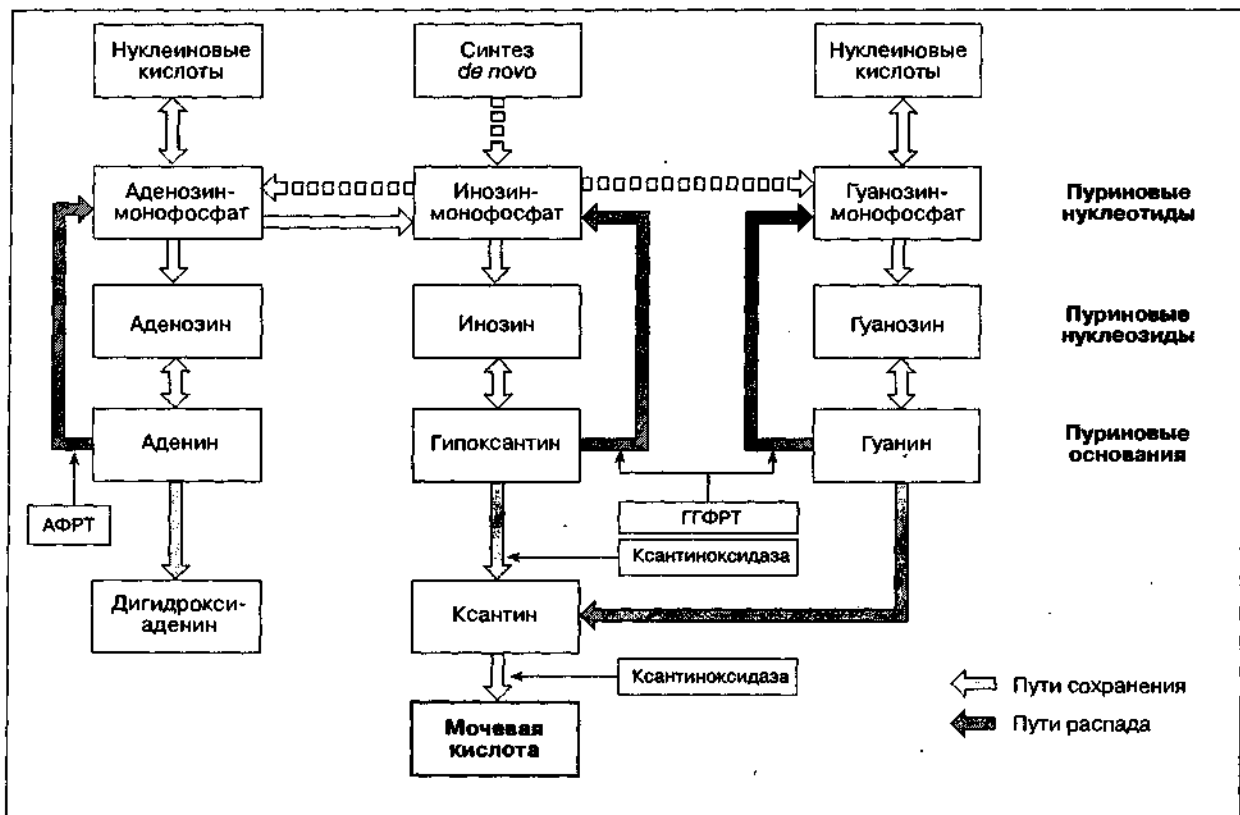 Нуклеиновые
кислоты
Синтез
de novo
Нуклеиновые
кислоты
Аденозин-
монофосфат
Инозин-
монофосфат
Гуанозин-
монофосфат
Пуриновые
нуклеотиды
Аденозин
Инозин
Гуанозин
Пуриновые
нуклеозиды
Аденин
Гипоксантин
Гуанин
Пуриновые
основания
АФРТ
ГГФРТ
Ксантиноксидаза
Дигидрокси-
аденин
Ксантин
Ксантиноксидаза
Мочевая
кислота
Пути сохранения
Пути распада